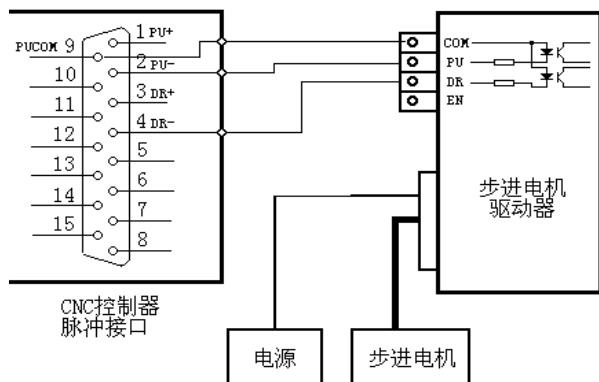 1 PU+
PUCOM 9
2 PU-
10
3 DR+
11
4 DR-
12
5
13
6
14
7
15
8
COM
PU
DR
EN
步进电机
驱动器
CNC控制器
脉冲接口
电源
步进电机